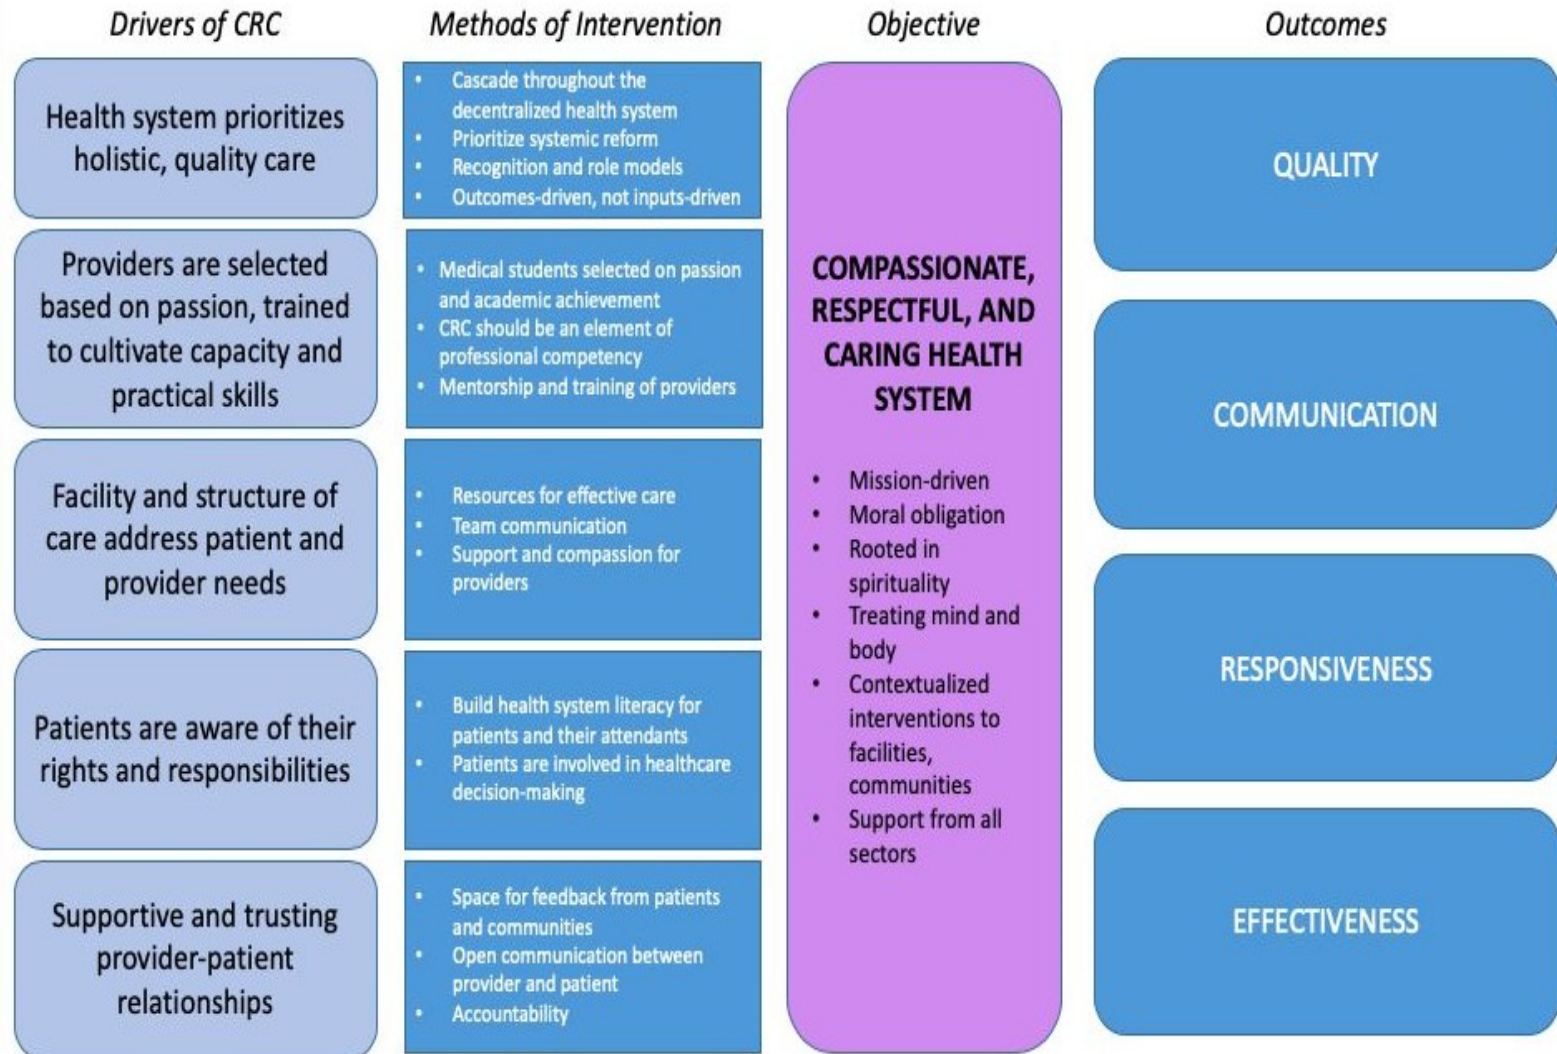 Drivers of CRC
Health system prioritizes
holistic, quality care
Providers are selected
based on passion, trained
to cultivate capacity and
practical skills
Facility and structure of
care address patient and
provider needs
Patients are aware of their
rights and responsibilities
Supportive and trusting
provider-patient
relationships
Methods of Intervention
• Cascade throughout the
decentralized health system
• Prioritize systemic reform
• Recognition and role models
• Outcomes-driven, not inputs-driven
• Medical students selected on passion
and academic achievement
• CRC should be an element of
professional competency
• Mentorship and training of providers
• Resources for effective care
• Team communication
• Support and compassion for
providers
• Build health system literacy for
patients and their attendants
• Patients are involved in healthcare
decision-making
• Space for feedback from patients
and communities
• Open communication between
provider and patient
• Accountability
Objective
COMPASSIONATE,
RESPECTFUL, AND
CARING HEALTH
SYSTEM
• Mission-driven
• Moral obligation
• Rooted in
spirituality
• Treating mind and
body
• Contextualized
interventions to
facilities,
communities
• Support from all
sectors
Outcomes
QUALITY
COMMUNICATION
RESPONSIVENESS
EFFECTIVENESS